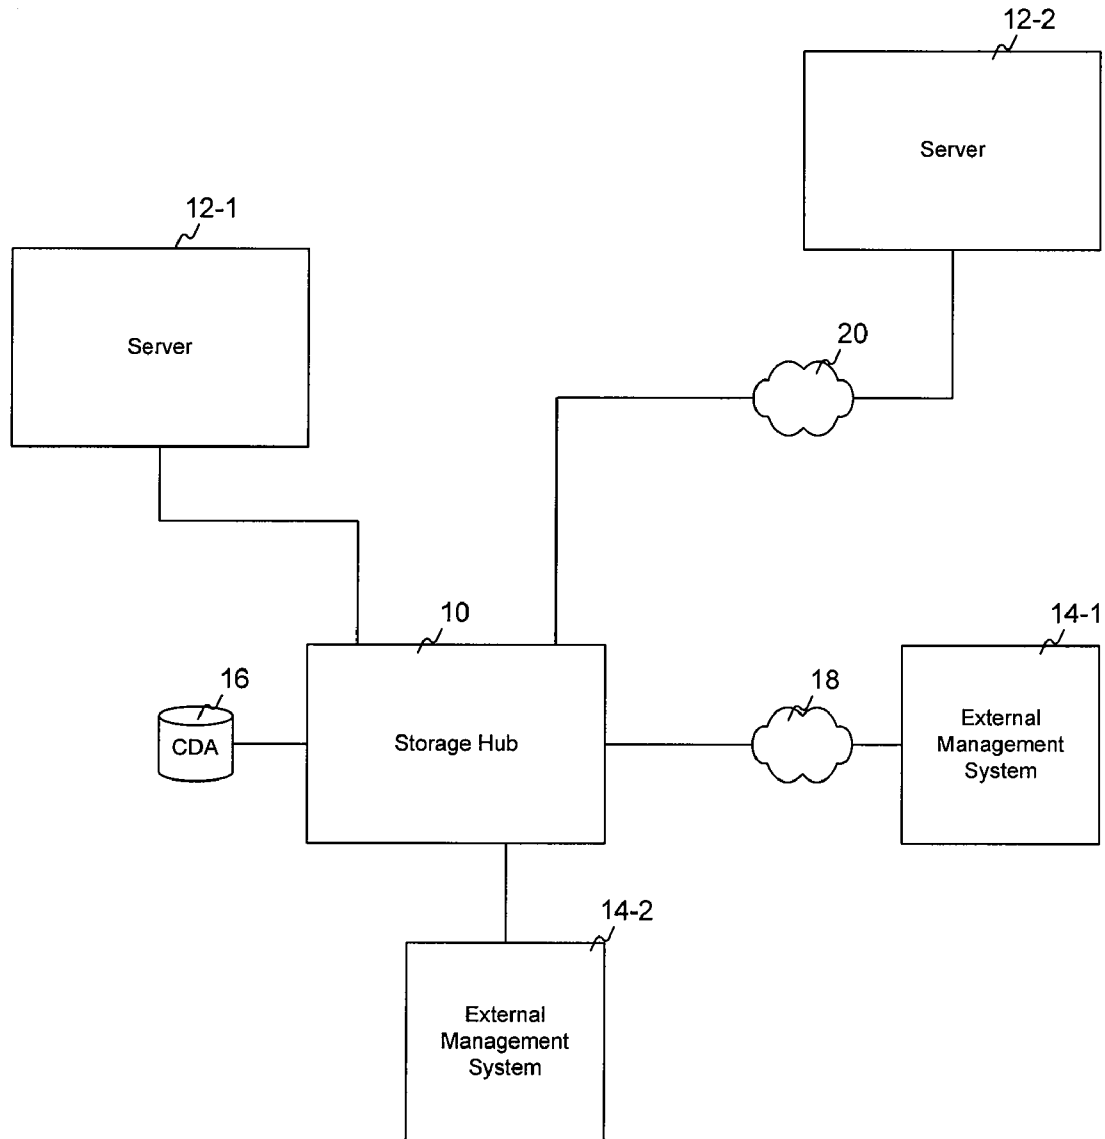 12-2
Server
12-1
Server
20
10
14-1
16
18
CDA
Storage Hub
External
Management
System
14-2
External
Management
System